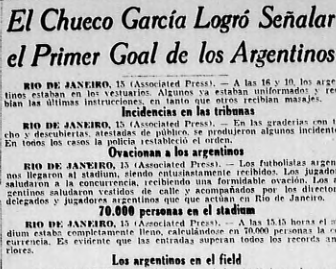 El Chueco García Logró Señalar
el Primer Goal de los Argentinos
RIO DE JANEIRO, 15 (Associated Press). — A las 16 y 10, los arge
tinos estaban en los vestuarios. Algunos ya estaban uniformados y re
bían las últimas instrucciones, en tanto que otros recibían masajes.
Incidencias en las tribunas
RIO DE JANEIRO, 15 (Associated Press). — En las graderías con t
cho y descubiertas, atestadas de público, se produjeron algunos incident
En todos los casos la policía restableció el orden.
Ovacionan a los argentinos
RIO DE JANEIRO, 15 (Associated Press). — Los futbolistas argen
nos llegaron al stadium, siendo entusiastamente recibidos. Los jugado
saludaron a la concurrencia, recibiendo una formidable ovación. Los a
gentinos saludaron vestidos de calle y acompañados por los director
delegados y jugadores argentinos que actúan en Río de Janeiro.
70.000 personas en el stadium
RIO DE JANEIRO, 15 (Associated Press). — A las 15.15 horas el
dium estaba completamente lleno, calculándose en 70.000 personas la co
currencia. Es evidente que las entradas superan todos los records an
riores.
Los argentinos en el field